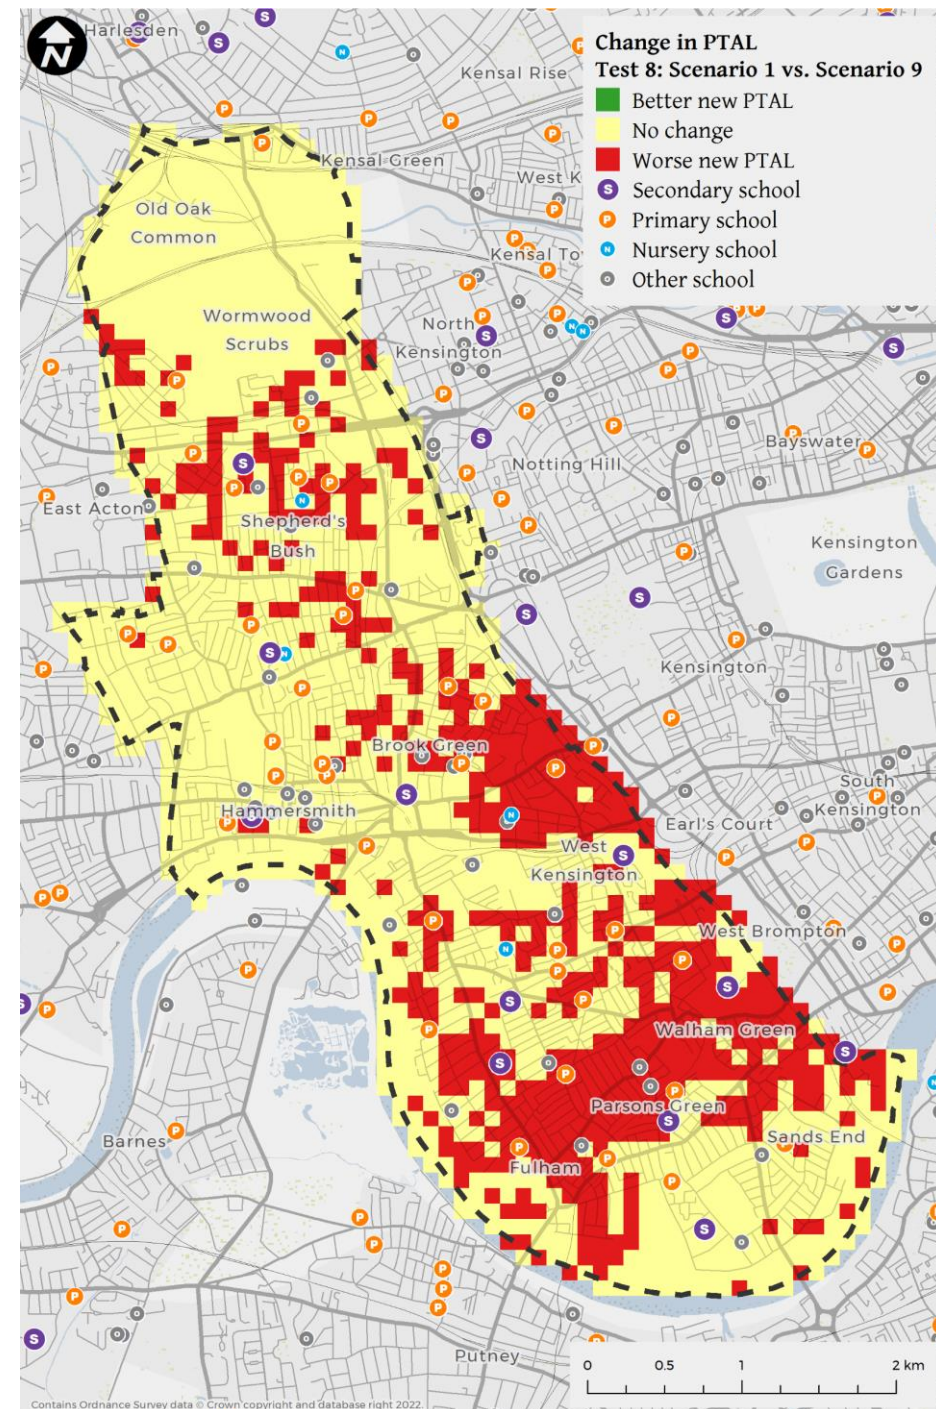 N
Change in PTAL
Test 8: Scenario 1 vs. Scenario 9
Better new PTAL
No change
Worse new PTAL
S Secondary school
P Primary school
N Nursery school
O Other school
Harlesden
Kensal Rise
Kensal Green
West K
Old Oak
Common
Kensal To
Wormwood
Scrubs
North
Kensington
Bayswater
Notting Hill
East Acton
Shepherd's
Bush
Kensington
Gardens
Kensington
Brook Green
South
Kensington
Hammersmith
Earl's Court
West
Kensington
West Brompton
Walham Green
Parsons Green
Sands End
Barnes
Fulham
Putney
0 0.5 1 2 km
Contains Ordnance Survey data © Crown copyright and database right 2022.